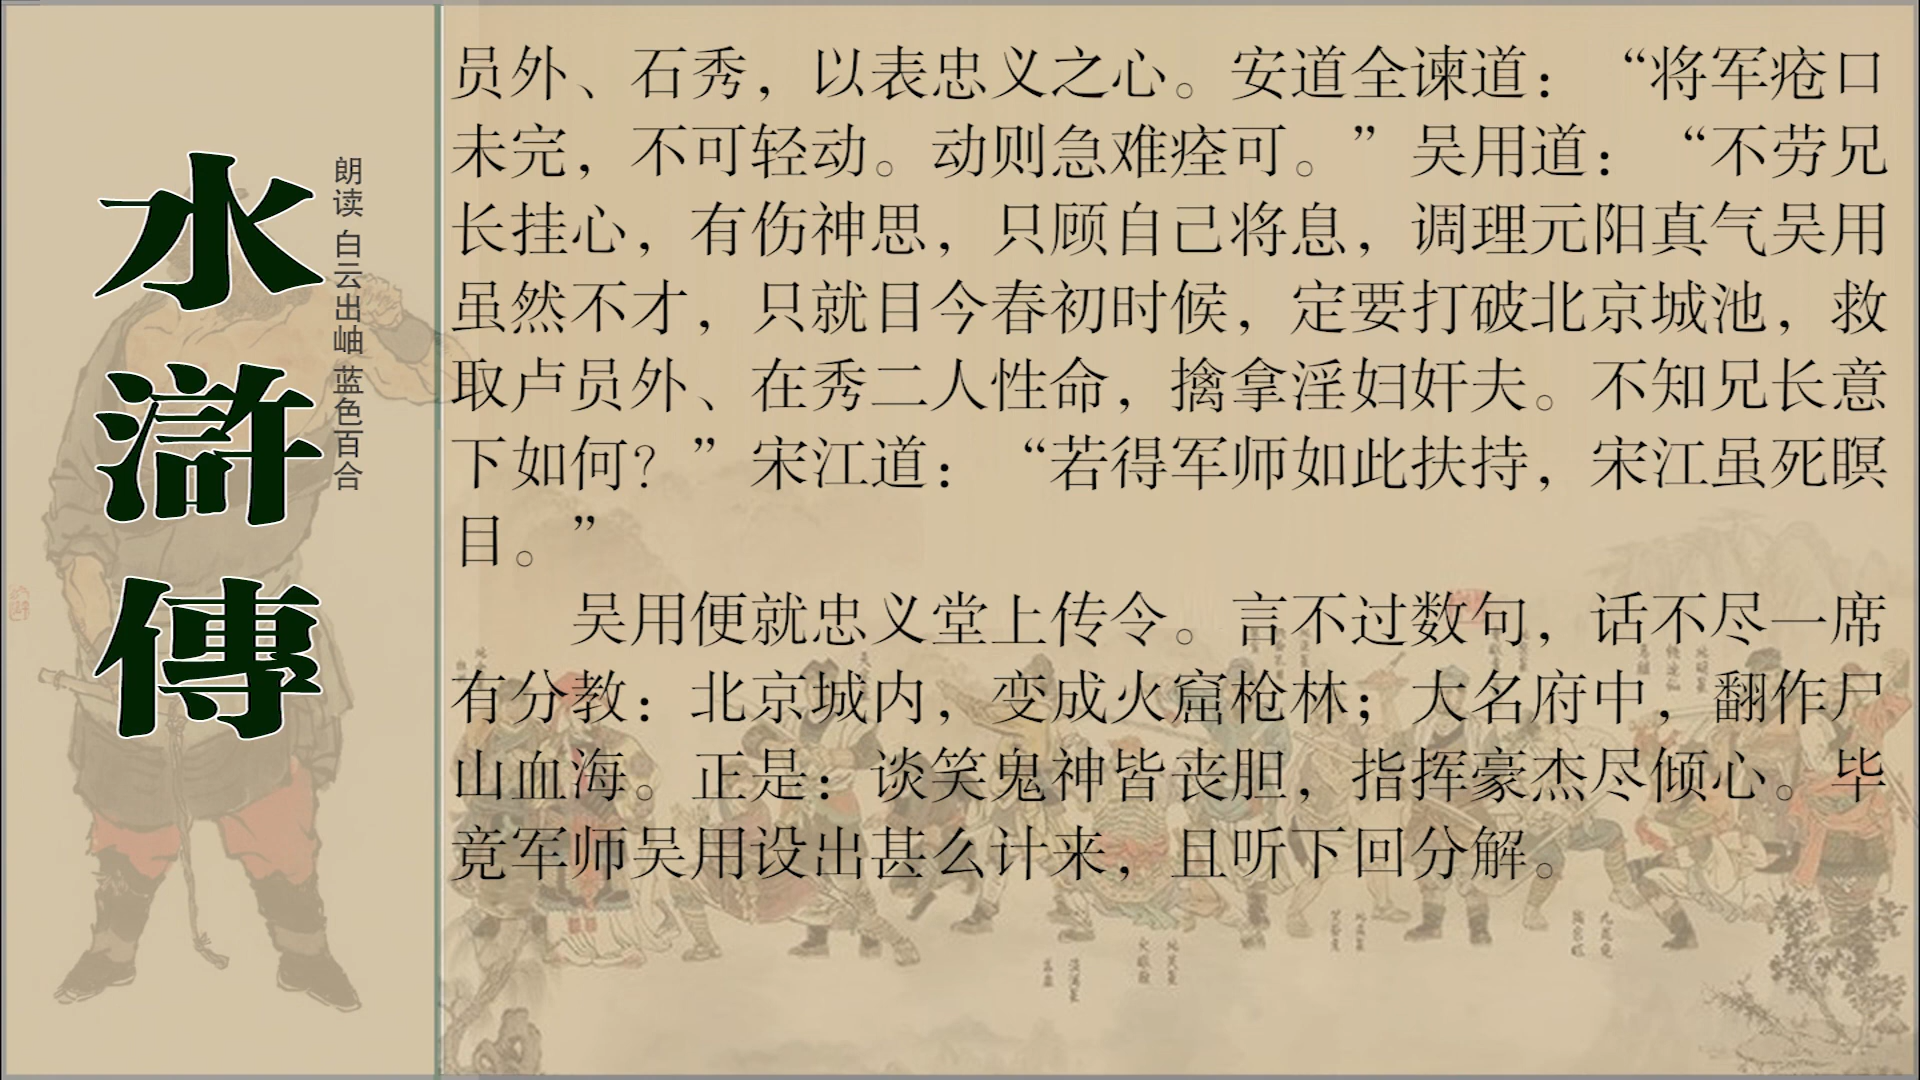 水滸傳
朗读 白云出岫 蓝色百合
员外、石秀，以表忠义之心。安道全谏道：“将军疮口
未完，不可轻动。动则急难痊可。”吴用道：“不劳兄
长挂心，有伤神思，只顾自己将息，调理元阳真气吴用
虽然不才，只就目今春初时候，定要打破北京城池，救
取卢员外、在秀二人性命，擒拿淫妇奸夫。不知兄长意
下如何？”宋江道：“若得军师如此扶持，宋江虽死瞑
目。”
吴用便就忠义堂上传令。言不过数句，话不尽一席
有分教：北京城内，变成火窟枪林；大名府中，翻作尸
山血海。正是：谈笑鬼神皆丧胆，指挥豪杰尽倾心。毕
竟军师吴用设出甚么计来，且听下回分解。